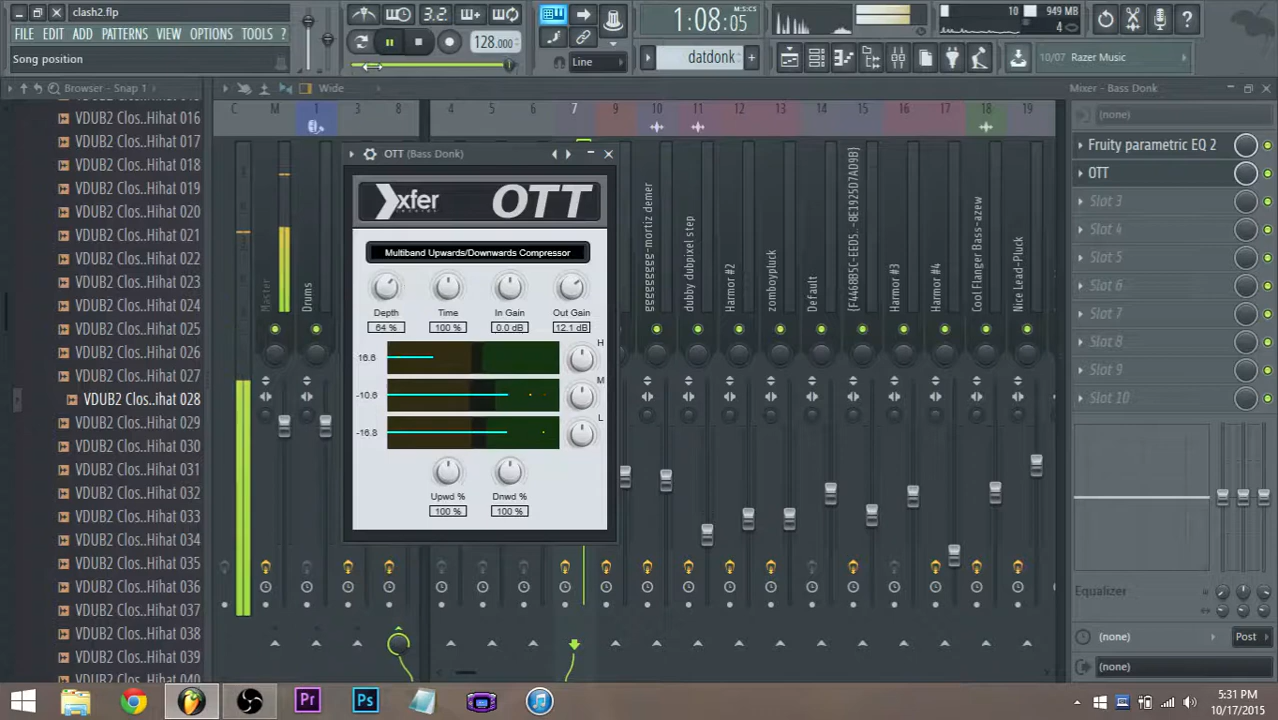 clash2.flp
FILE EDIT ADD PATTERNS VIEW OPTIONS TOOLS ?
Song position
3.2.
128.000
1:08:05
M:S:CS
10
949 MB
4
Line
datdonk
10/07 Razer Music
Browser - Snap 1
Wide
Mixer - Bass Donk
VDUB2 Clos..Hihat 016
VDUB2 Clos..Hihat 017
VDUB2 Clos..Hihat 018
VDUB2 Clos..Hihat 019
VDUB2 Clos..Hihat 020
VDUB2 Clos..Hihat 021
VDUB2 Clos..Hihat 022
VDUB2 Clos..Hihat 023
VDUB2 Clos..Hihat 024
VDUB2 Clos..Hihat 025
VDUB2 Clos..Hihat 026
VDUB2 Clos..Hihat 027
VDUB2 Clos..ihat 028
VDUB2 Clos..Hihat 029
VDUB2 Clos..Hihat 030
VDUB2 Clos..Hihat 031
VDUB2 Clos..Hihat 032
VDUB2 Clos..Hihat 033
VDUB2 Clos..Hihat 034
VDUB2 Clos..Hihat 035
VDUB2 Clos..Hihat 036
VDUB2 Clos..Hihat 037
VDUB2 Clos..Hihat 038
VDUB2 Clos..Hihat 039
VDUB2 Clos..Hihat 040
C M 1 3 8 4 5 6 7 8 9 10 11 12 13 14 15 16 17 18 19
Master
Drums
OTT (Bass Donk)
xfer
OTT
Multiband Upwards/Downwards Compressor
Depth Time In Gain Out Gain
64 % 100 % 0.0 dB 12.1 dB
16.8 H
-10.6 M
-16.8 L
Upwd % Dnwd %
100 % 100 %
dubby dubpixel step
Harmor #2
zomboypluck
Default
Harmor #3
Harmor #4
Cool Flanger Bass-azew
Nice Lead-Pluck
(none)
Fruity parametric EQ 2
OTT
Slot 3
Slot 4
Slot 5
Slot 6
Slot 7
Slot 8
Slot 9
Slot 10
Equalizer
(none) Post
(none)
Pr
Ps
5:31 PM
10/17/2015